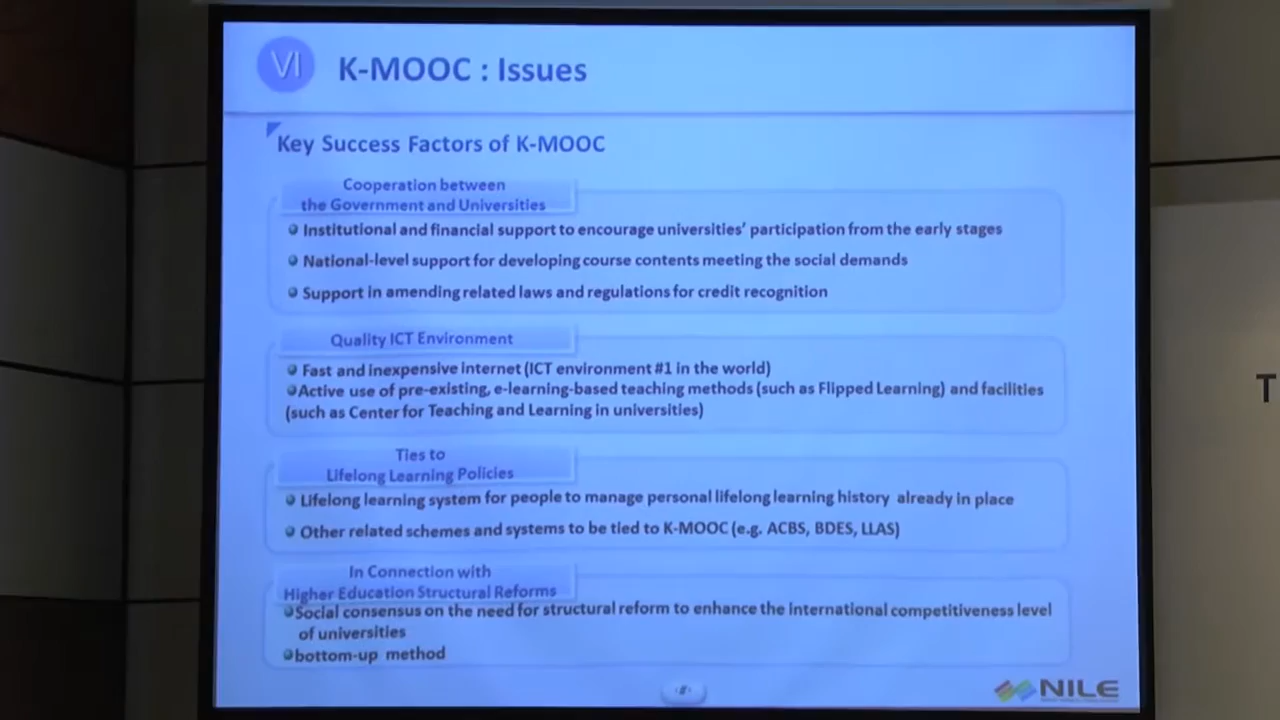 VI
K-MOOC : Issues
Key Success Factors of K-MOOC
Cooperation between
the Government and Universities
Institutional and financial support to encourage universities' participation from the early stages
National-level support for developing course contents meeting the social demands
Support in amending related laws and regulations for credit recognition
Quality ICT Environment
Fast and inexpensive internet (ICT environment #1 in the world)
Active use of pre-existing, e-learning-based teaching methods (such as Flipped Learning) and facilities
(such as Center for Teaching and Learning in universities)
Ties to
Lifelong Learning Policies
Lifelong learning system for people to manage personal lifelong learning history already in place
Other related schemes and systems to be tied to K-MOOC (e.g. ACBS, BDES, LLAS)
In Connection with
Higher Education Structural Reforms
Social consensus on the need for structural reform to enhance the international competitiveness level
of universities
bottom-up method
NILE
T